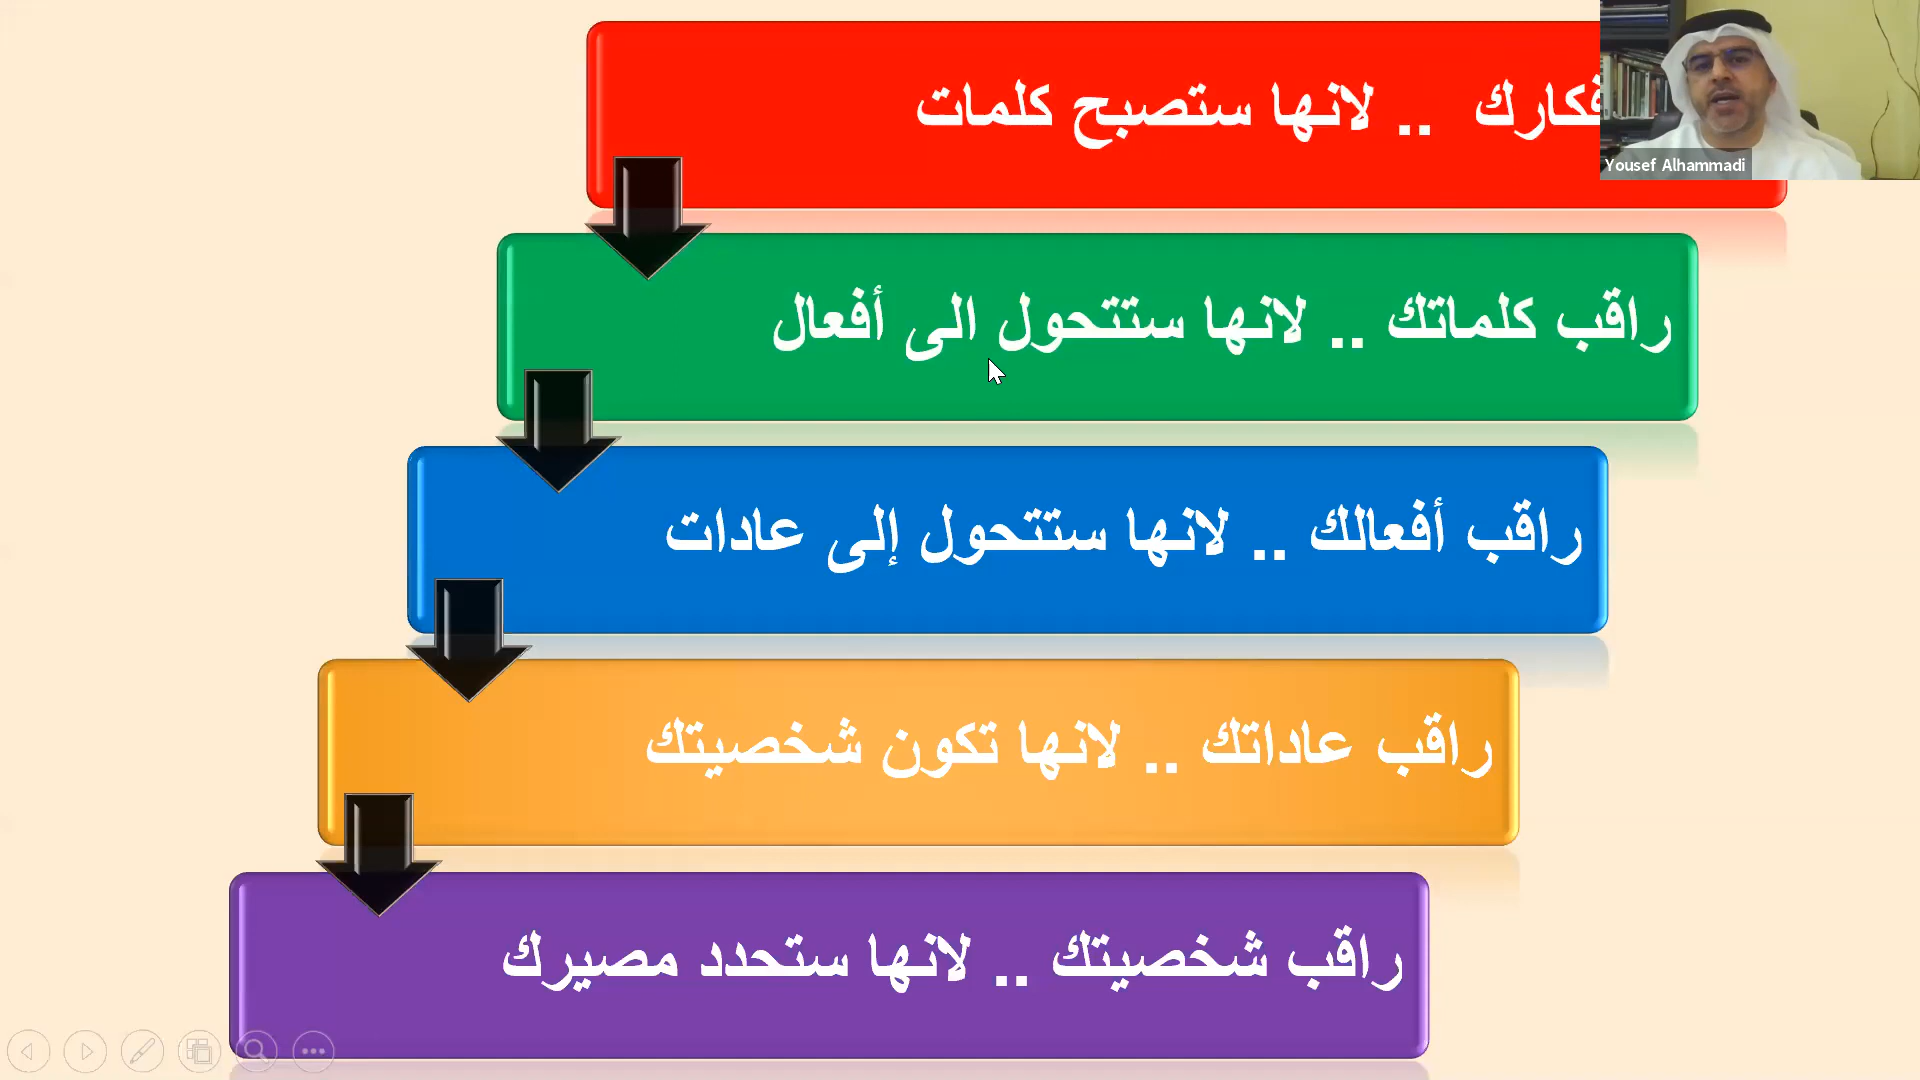 فكارك .. لانها ستصبح كلمات
Yousef Alhammadi
راقب كلماتك .. لانها ستتحول الى أفعال
راقب أفعالك .. لانها ستتحول إلى عادات
راقب عاداتك .. لانها تكون شخصيتك
راقب شخصيتك .. لانها ستحدد مصيرك